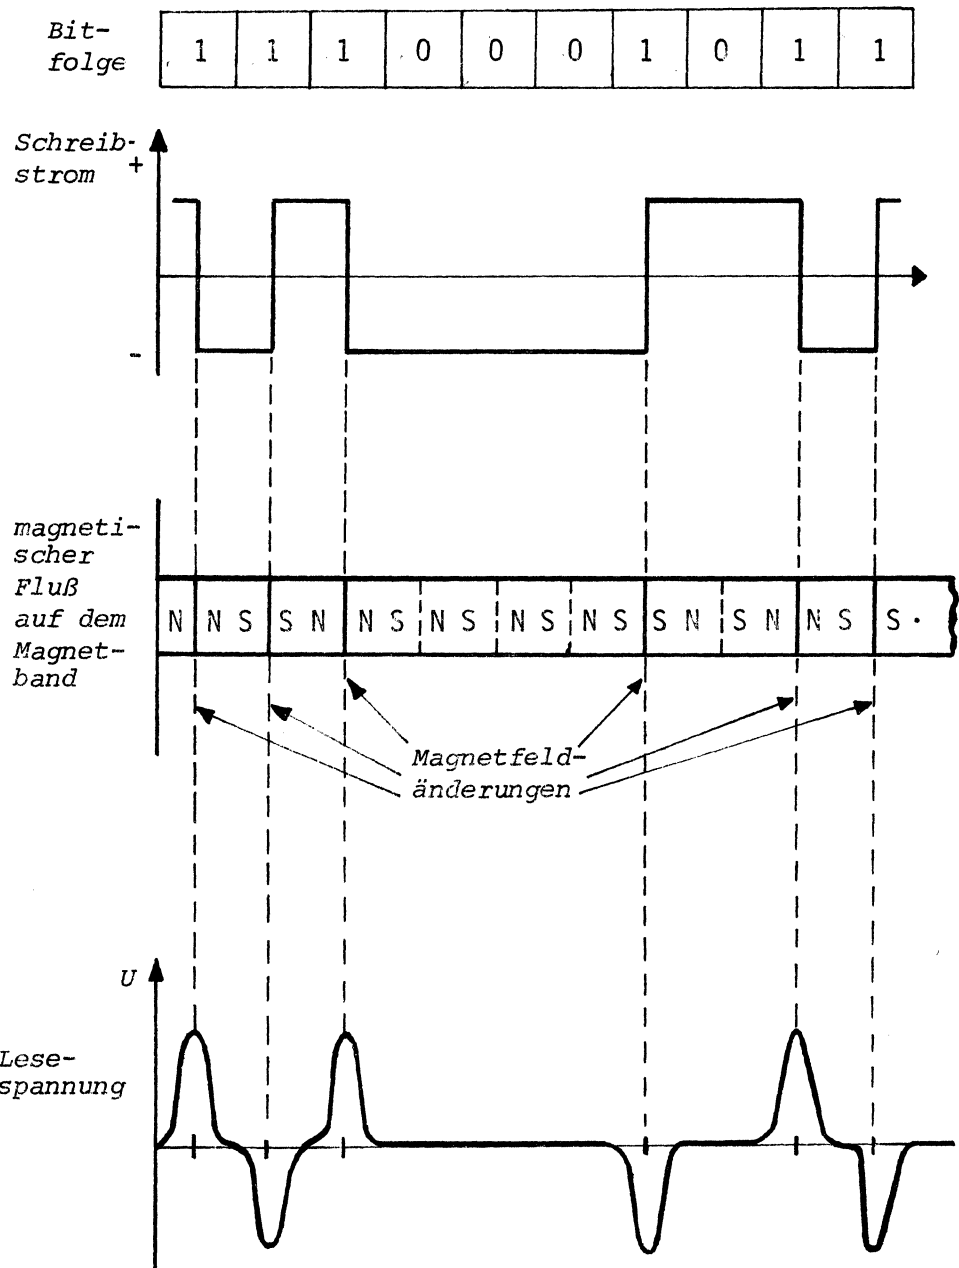 Bit-
folge
1 1 1 0 0 0 1 0 1 1
Schreib-
strom +
-
magneti-
scher
Fluß
auf dem
Magnet-
band
N N S S N N S N S N S N S S N S N N S S.
Magnetfeld-
änderungen
U
Lese-
spannung